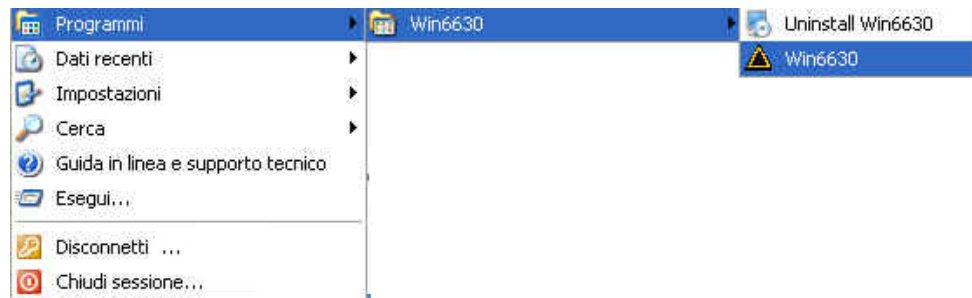 Programmi
Dati recenti
Impostazioni
Cerca
Guida in linea e supporto tecnico
Esegui...
Disconnetti ...
Chiudi sessione...
Win6630
Uninstall Win6630
Win6630